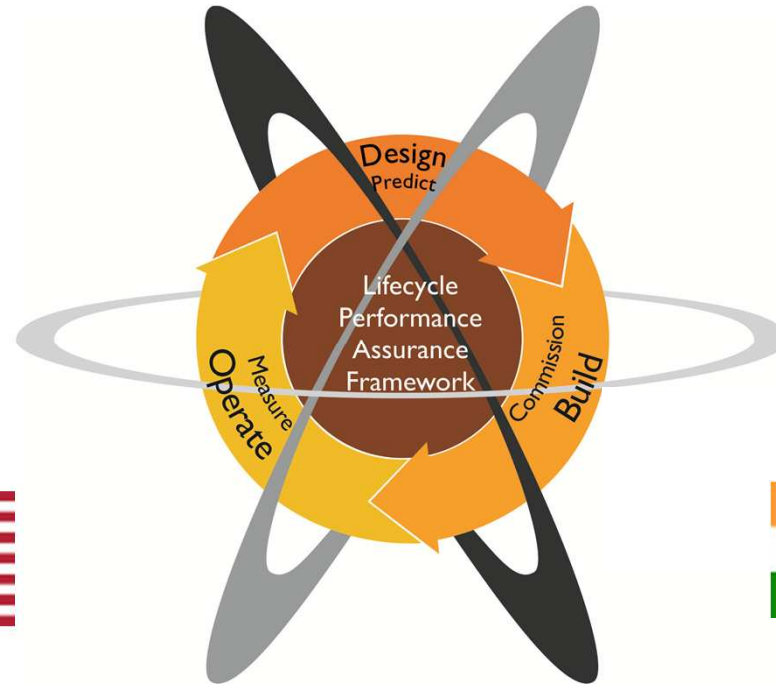 Design
Predict
Lifecycle
Performance
Assurance
Framework
Commission
Build
Measure
Operate